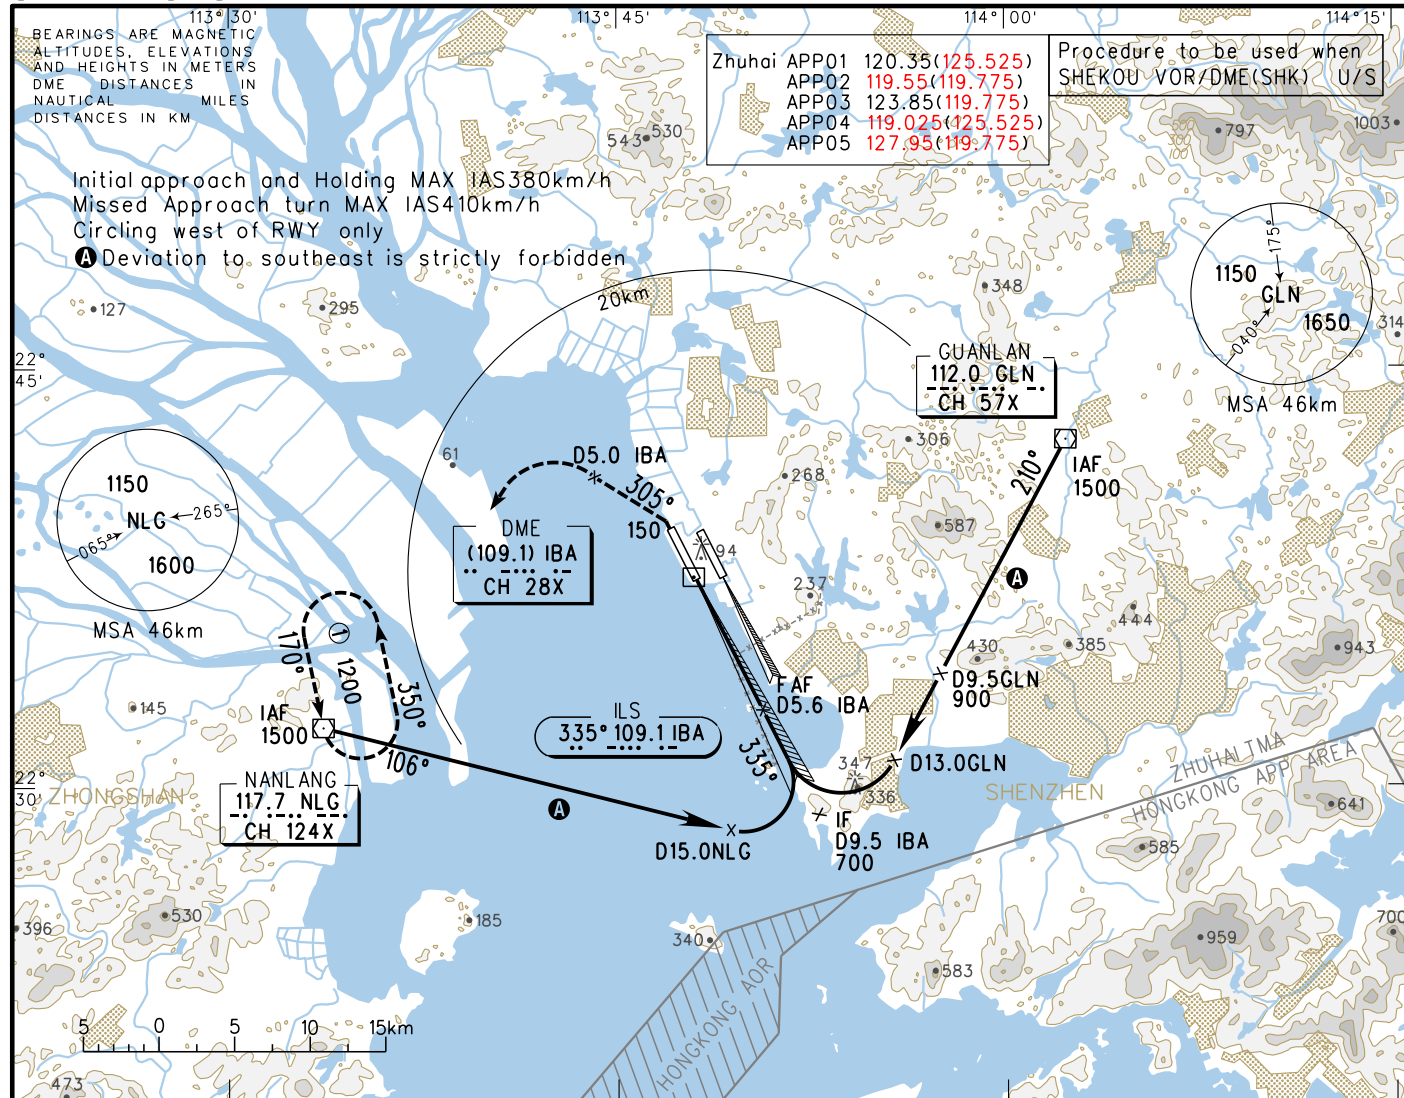 113° 30'
113° 45'
114° 00'
114° 15'
BEARINGS ARE MAGNETIC
ALTITUDES, ELEVATIONS
AND HEIGHTS IN METERS
DME DISTANCES IN
NAUTICAL MILES
DISTANCES IN KM
Zhuhai APP01 120.35(125.525)
APP02 119.55(119.775)
APP03 123.85(119.775)
APP04 119.025(125.525)
APP05 127.95(119.775)
Procedure to be used when
SHEKOU VOR/DME(SHK) U/S
Initial approach and Holding MAX IAS380km/h
Missed Approach turn MAX IAS410km/h
Circling west of RWY only
A Deviation to southeast is strictly forbidden
543
530
797
1003
500
300
100
127
295
20km
348
314
175°
1150
GLN
1650
040°
MSA 46km
22°
45'
GUANLAN
112.0 GLN
CH 57X
306
IAF
1500
210°
61
D5.0 IBA
305°
150
268
587
94
1150
NLG
265°
065°
1600
MSA 46km
DME
(109.1) IBA
CH 28X
237
A
444
385
430
943
170°
1200
350°
145
IAF
1500
106°
FAF
D5.6 IBA
D9.5GLN
900
ILS
335° 109.1 IBA
335°
347
336
D13.0GLN
ZHUHAI TMA
HONGKONG APP AREA
22°
30'
ZHONGSHAN
NANLANG
117.7 NLG
CH 124X
A
D15.0NLG
IF
D9.5 IBA
700
SHENZHEN
641
585
530
396
185
340
959
700
583
HONGKONG AOR
5 0 5 10 15km
473